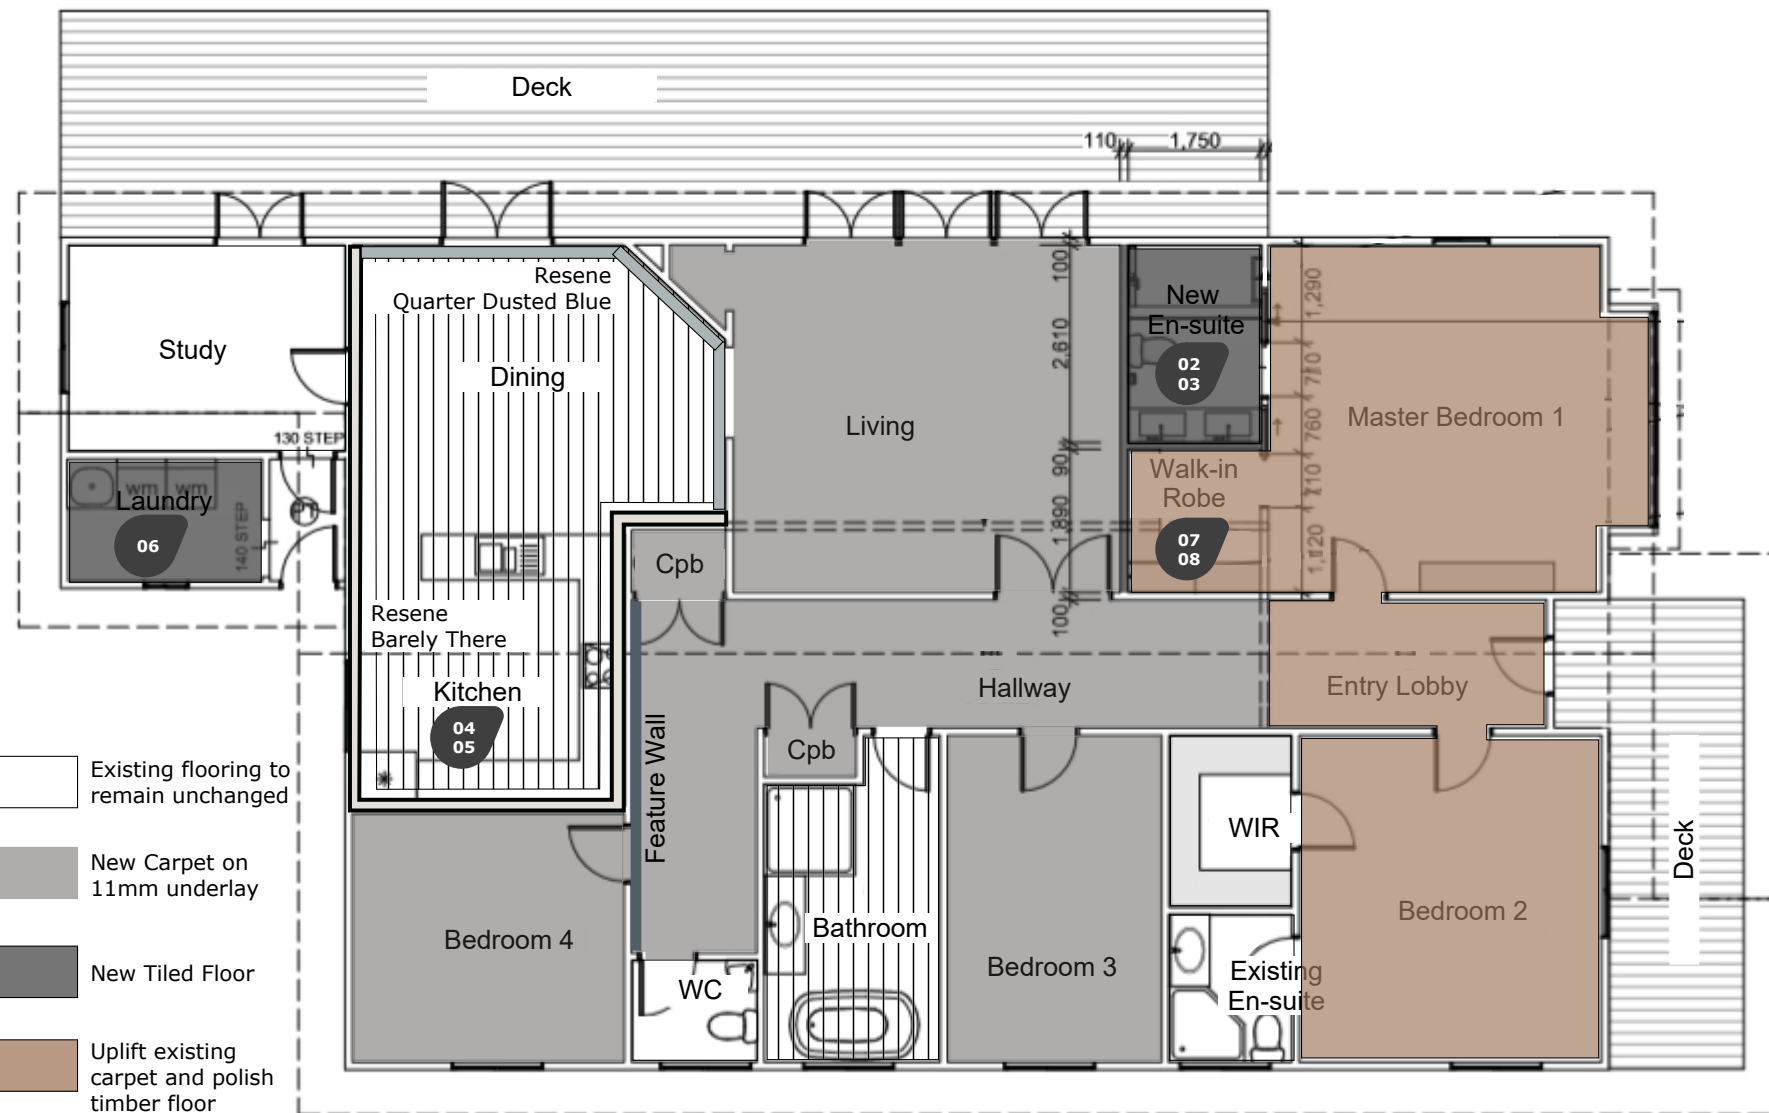 Deck
110
1,750
Resene
Quarter Dusted Blue
New
En-suite
02
03
100
1,290
Study
Dining
2,610
710
Living
760
Master Bedroom 1
130 STEP
90
Walk-in
Robe
710
wm
wm
Laundry
06
140 STEP
1,890
07
08
1,120
Cpb
Resene
Barely There
100
Kitchen
04
05
Hallway
Entry Lobby
Feature Wall
Cpb
Existing flooring to
remain unchanged
New Carpet on
11mm underlay
WIR
Deck
Bedroom 4
Bathroom
Bedroom 3
Bedroom 2
New Tiled Floor
WC
Existing
En-suite
Uplift existing
carpet and polish
timber floor